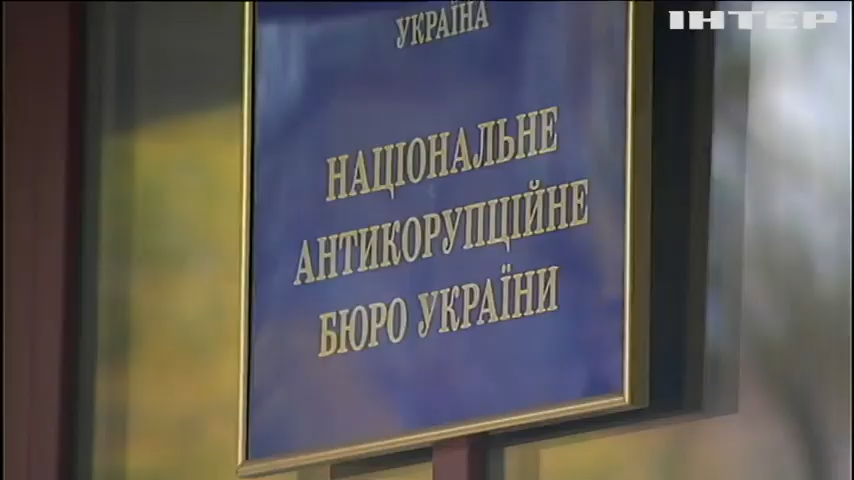 ІНТЕР
УКРАЇНА
НАЦІОНАЛЬНЕ
АНТИКОРУПЦІЙНЕ
БЮРО УКРАЇНИ